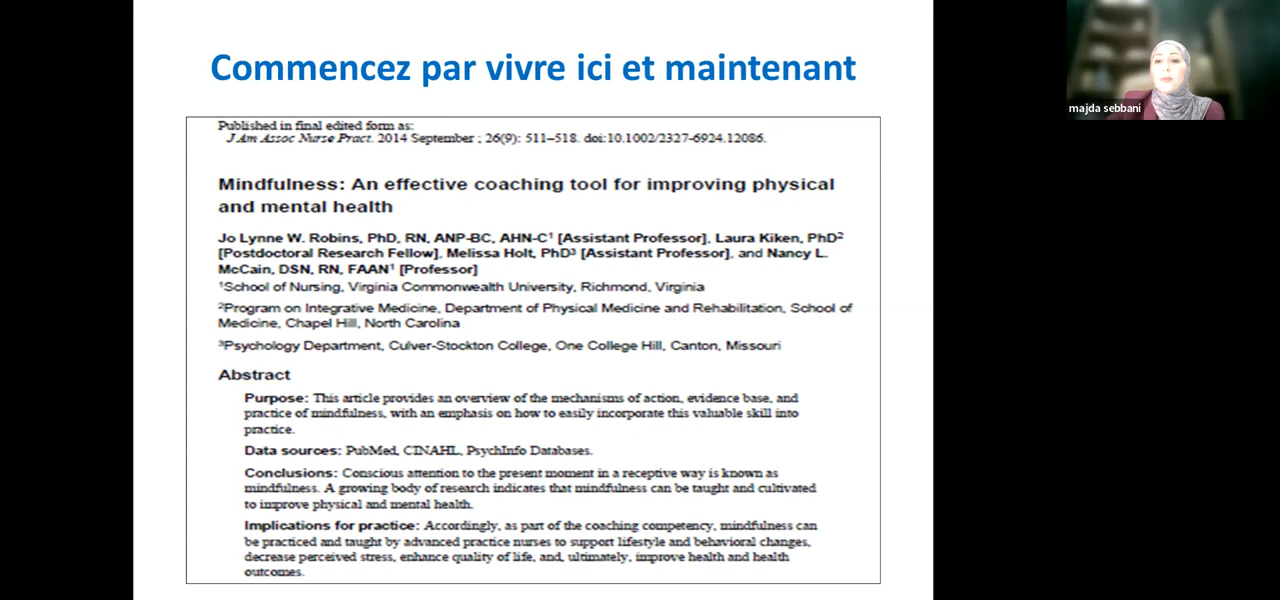 Commencez par vivre ici et maintenant
Published in final edited form as:
J Am Assoc Nurse Pract. 2014 September ; 26(9): 511–518. doi:10.1002/2327-6924.12086.
Mindfulness: An effective coaching tool for improving physical
and mental health
Jo Lynne W. Robins, PhD, RN, ANP-BC, AHN-C¹ [Assistant Professor], Laura Kiken, PhD²
[Postdoctoral Research Fellow], Melissa Holt, PhD³ [Assistant Professor], and Nancy L.
McCain, DSN, RN, FAAN¹ [Professor]
¹School of Nursing, Virginia Commonwealth University, Richmond, Virginia
²Program on Integrative Medicine, Department of Physical Medicine and Rehabilitation, School of
Medicine, Chapel Hill, North Carolina
³Psychology Department, Culver-Stockton College, One College Hill, Canton, Missouri
Abstract
Purpose: This article provides an overview of the mechanisms of action, evidence base, and
practice of mindfulness, with an emphasis on how to easily incorporate this valuable skill into
practice.
Data sources: PubMed, CINAHL, PsychInfo Databases.
Conclusions: Conscious attention to the present moment in a receptive way is known as
mindfulness. A growing body of research indicates that mindfulness can be taught and cultivated
to improve physical and mental health.
Implications for practice: Accordingly, as part of the coaching competency, mindfulness can
be practiced and taught by advanced practice nurses to support lifestyle and behavioral changes,
decrease perceived stress, enhance quality of life, and, ultimately, improve health and health
outcomes.
majda sebbani